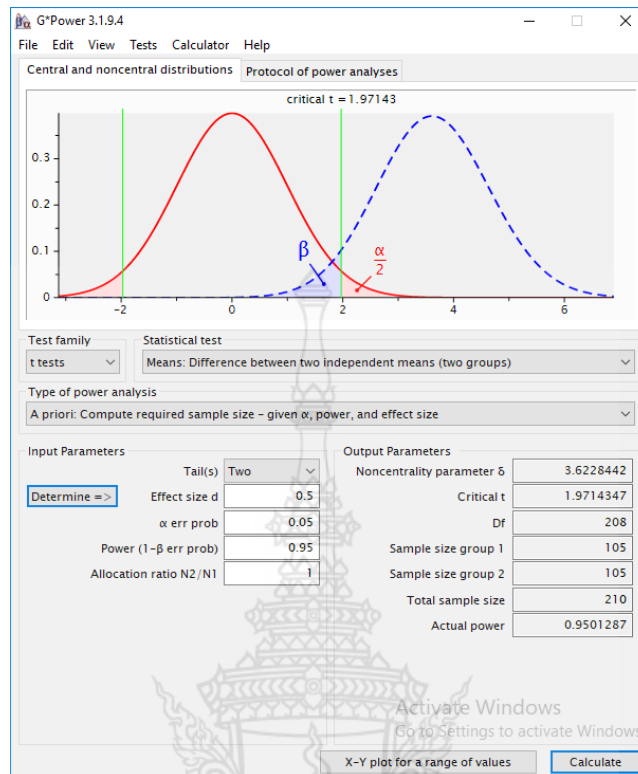 G*Power 3.1.9.4
File Edit View Tests Calculator Help
Central and noncentral distributions Protocol of power analyses
critical t = 1.97143
0.3
0.2
0.1
0
β
α
2
-2 0 2 4 6
Test family Statistical test
t tests Means: Difference between two independent means (two groups)
Type of power analysis
A priori: Compute required sample size – given α, power, and effect size
Input Parameters Output Parameters
Tail(s) Two Noncentrality parameter δ 3.6228442
Determine => Effect size d 0.5 Critical t 1.9714347
α err prob 0.05 Df 208
Power (1-β err prob) 0.95 Sample size group 1 105
Allocation ratio N2/N1 1 Sample size group 2 105
Total sample size 210
Actual power 0.9501287
Activate Windows
Go to Settings to activate Windows
X-Y plot for a range of values Calculate